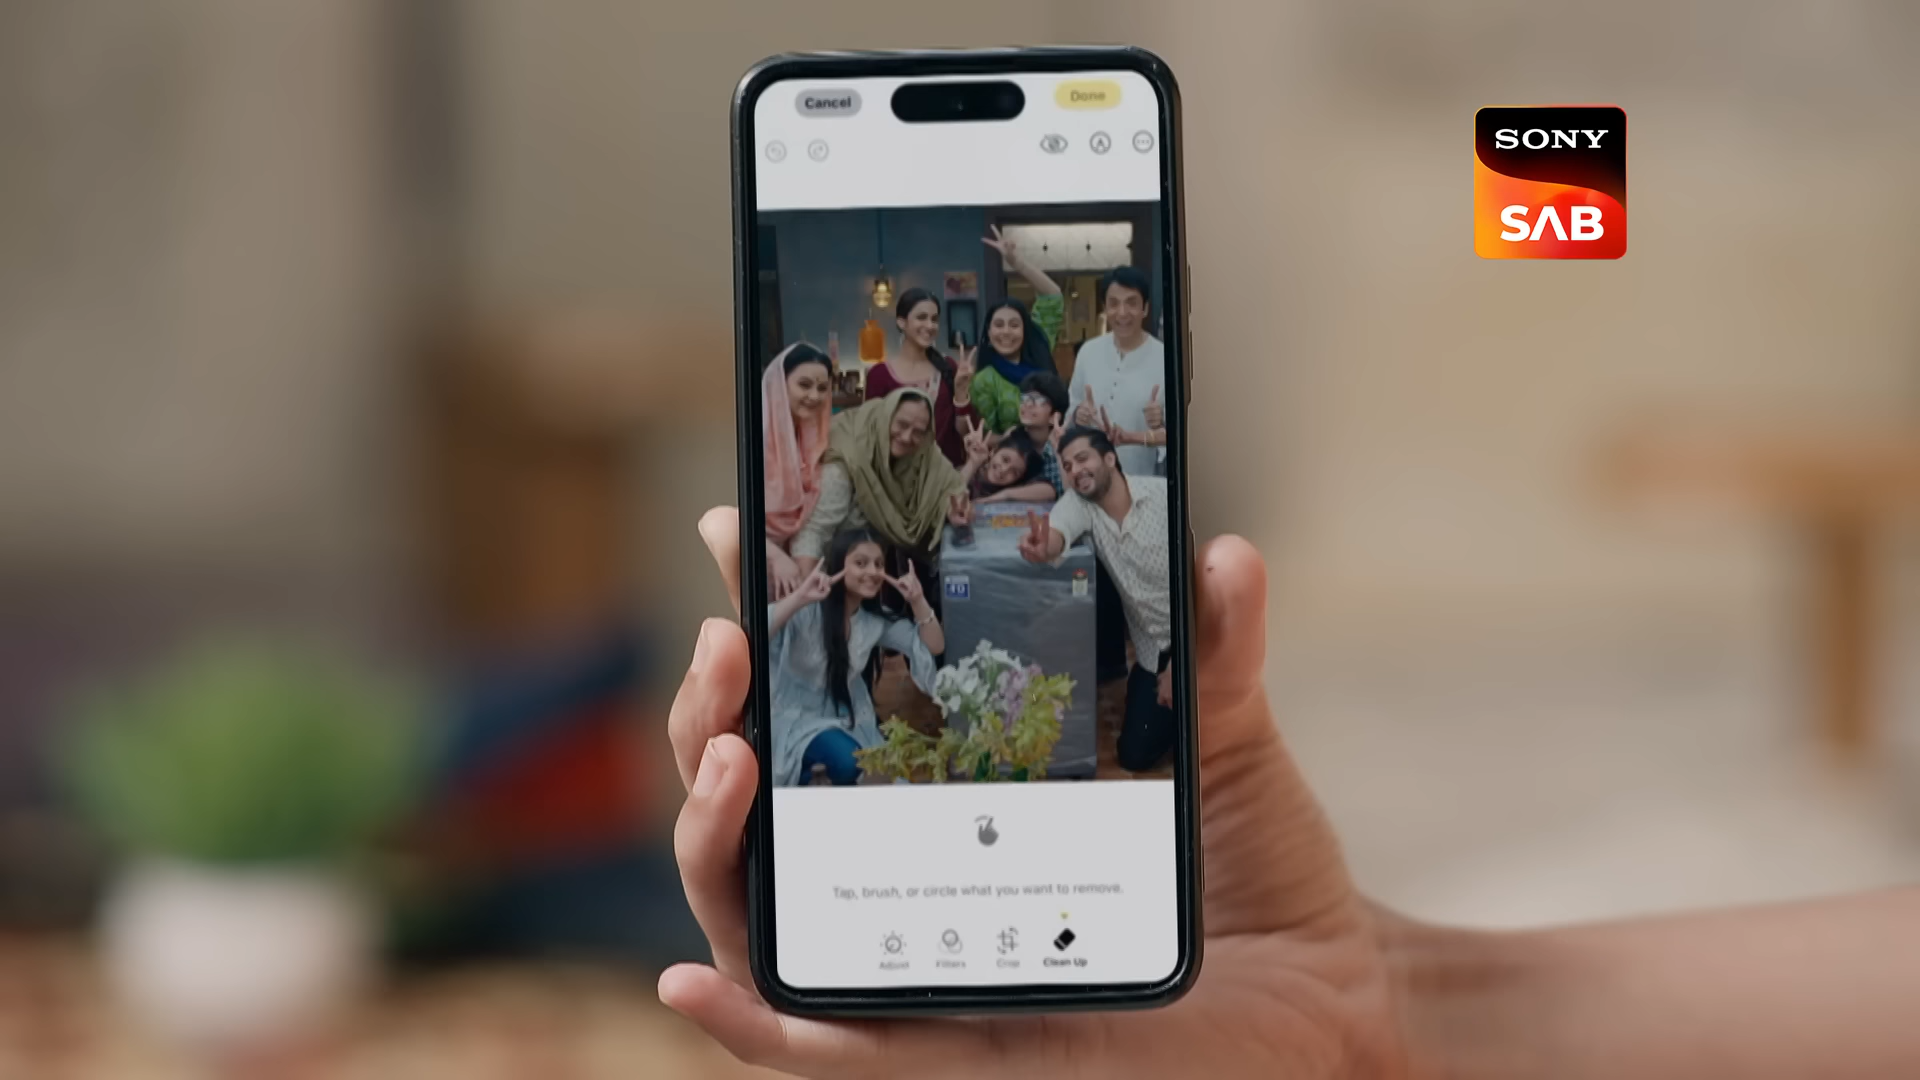 Cancel
Done
SONY
SAB
Tap, brush, or circle what you want to remove.
Adjust
Filters
Crop
Clean Up